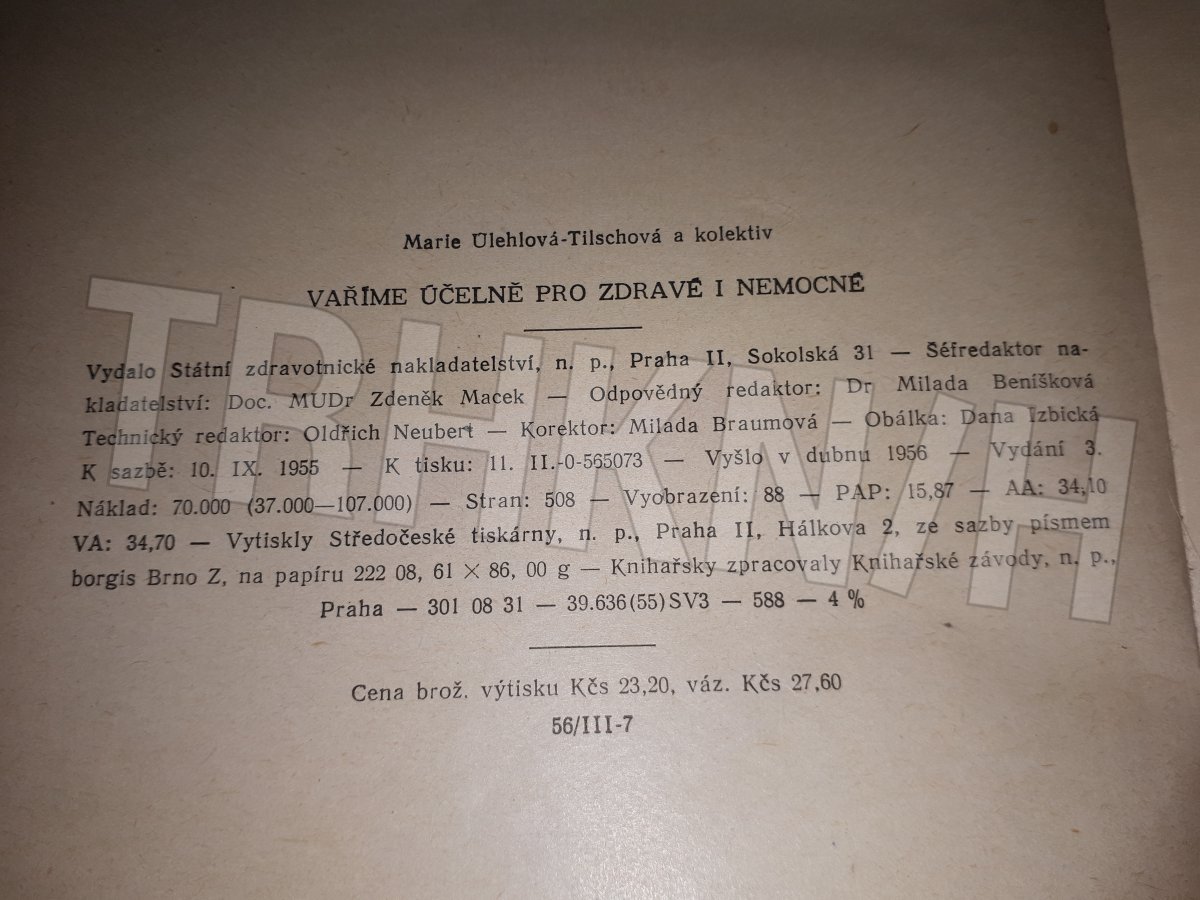 Marie Úlehlová-Tilschová a kolektiv
VAŘÍME ÚČELNĚ PRO ZDRAVÉ I NEMOCNÉ
Vydalo Státní zdravotnické nakladatelství, n. p., Praha II, Sokolská 31 — Šéfredaktor na-
kladatelství: Doc. MUDr Zdeněk Macek — Odpovědný redaktor: Dr Milada Beníšková
Technický redaktor: Oldřich Neubert — Korektor: Milada Braumová — Obálka: Dana Izbická
K sazbě: 10. IX. 1955 — K tisku: 11. II.-0-565073 — Vyšlo v dubnu 1956 — Vydání 3.
Náklad: 70.000 (37.000—107.000) — Stran: 508 — Vyobrazení: 88 — PAP: 15,87 — AA: 34,10
VA: 34,70 — Vytiskly Středočeské tiskárny, n. p., Praha II, Hálkova 2, ze sazby písmem
borgis Brno Z, na papíru 222 08, 61 × 86, 00 g — Knihařsky zpracovaly Knihařské závody, n. p.,
Praha — 301 08 31 — 39.636(55)SV3 — 588 — 4 %
Cena brož. výtisku Kčs 23,20, váz. Kčs 27,60
56/III-7
TRHKNIH